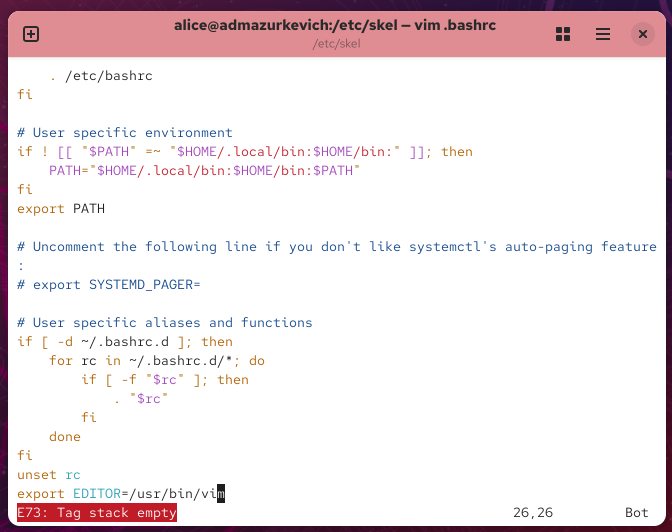 alice@admazurkevich:/etc/skel — vim .bashrc
/etc/skel
    . /etc/bashrc
fi

# User specific environment
if ! [[ "$PATH" =~ "$HOME/.local/bin:$HOME/bin:" ]]; then
    PATH="$HOME/.local/bin:$HOME/bin:$PATH"
fi
export PATH

# Uncomment the following line if you don't like systemctl's auto-paging feature
:
# export SYSTEMD_PAGER=

# User specific aliases and functions
if [ -d ~/.bashrc.d ]; then
    for rc in ~/.bashrc.d/*; do
        if [ -f "$rc" ]; then
            . "$rc"
        fi
    done
fi
unset rc
export EDITOR=/usr/bin/vim
E73: Tag stack empty 26,26 Bot